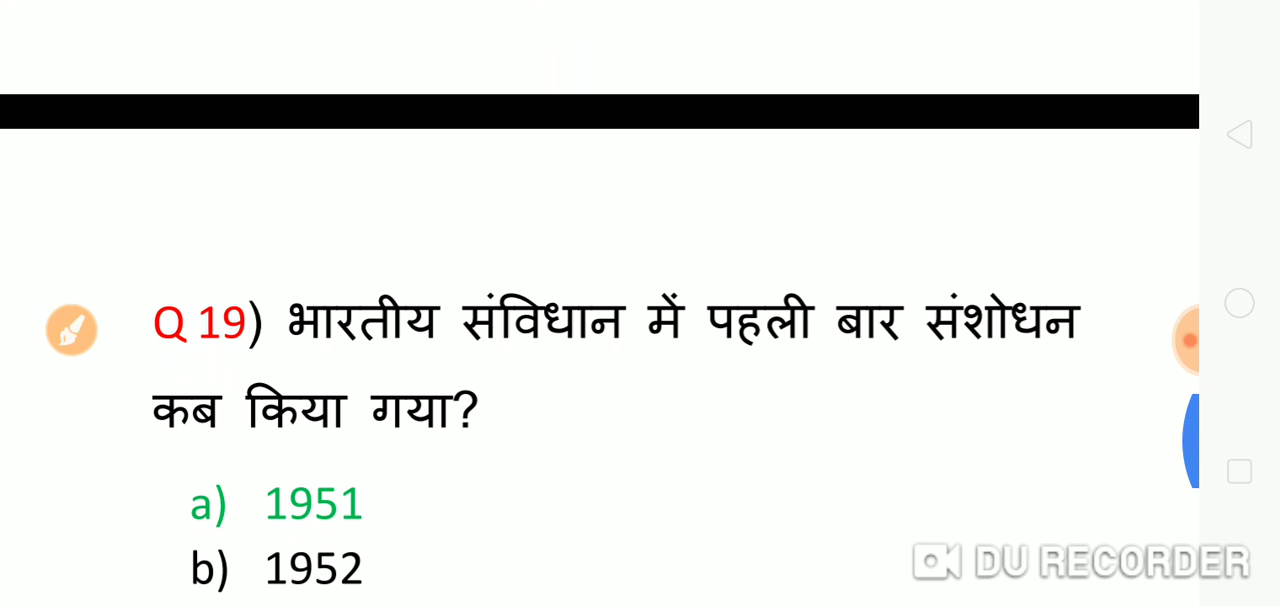 Q 19) भारतीय संविधान में पहली बार संशोधन
कब किया गया?
a) 1951
b) 1952
DU RECORDER